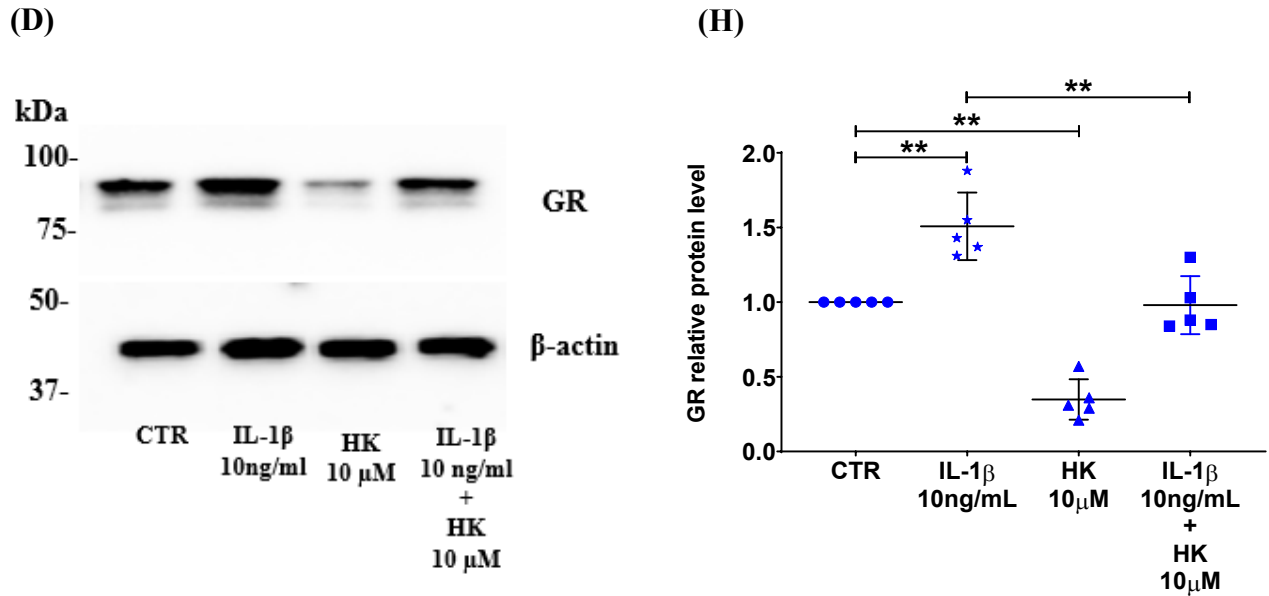 (D)
kDa
100-
75-
50-
37-
GR
β-actin
CTR
IL-1β
10ng/ml
HK
10 μM
IL-1β
10 ng/ml
+
HK
10 μM
(H)
**
**
**
GR relative protein level
2.0
1.5
1.0
0.5
0.0
CTR
IL-1β
10ng/mL
HK
10μM
IL-1β
10ng/mL
+
HK
10μM